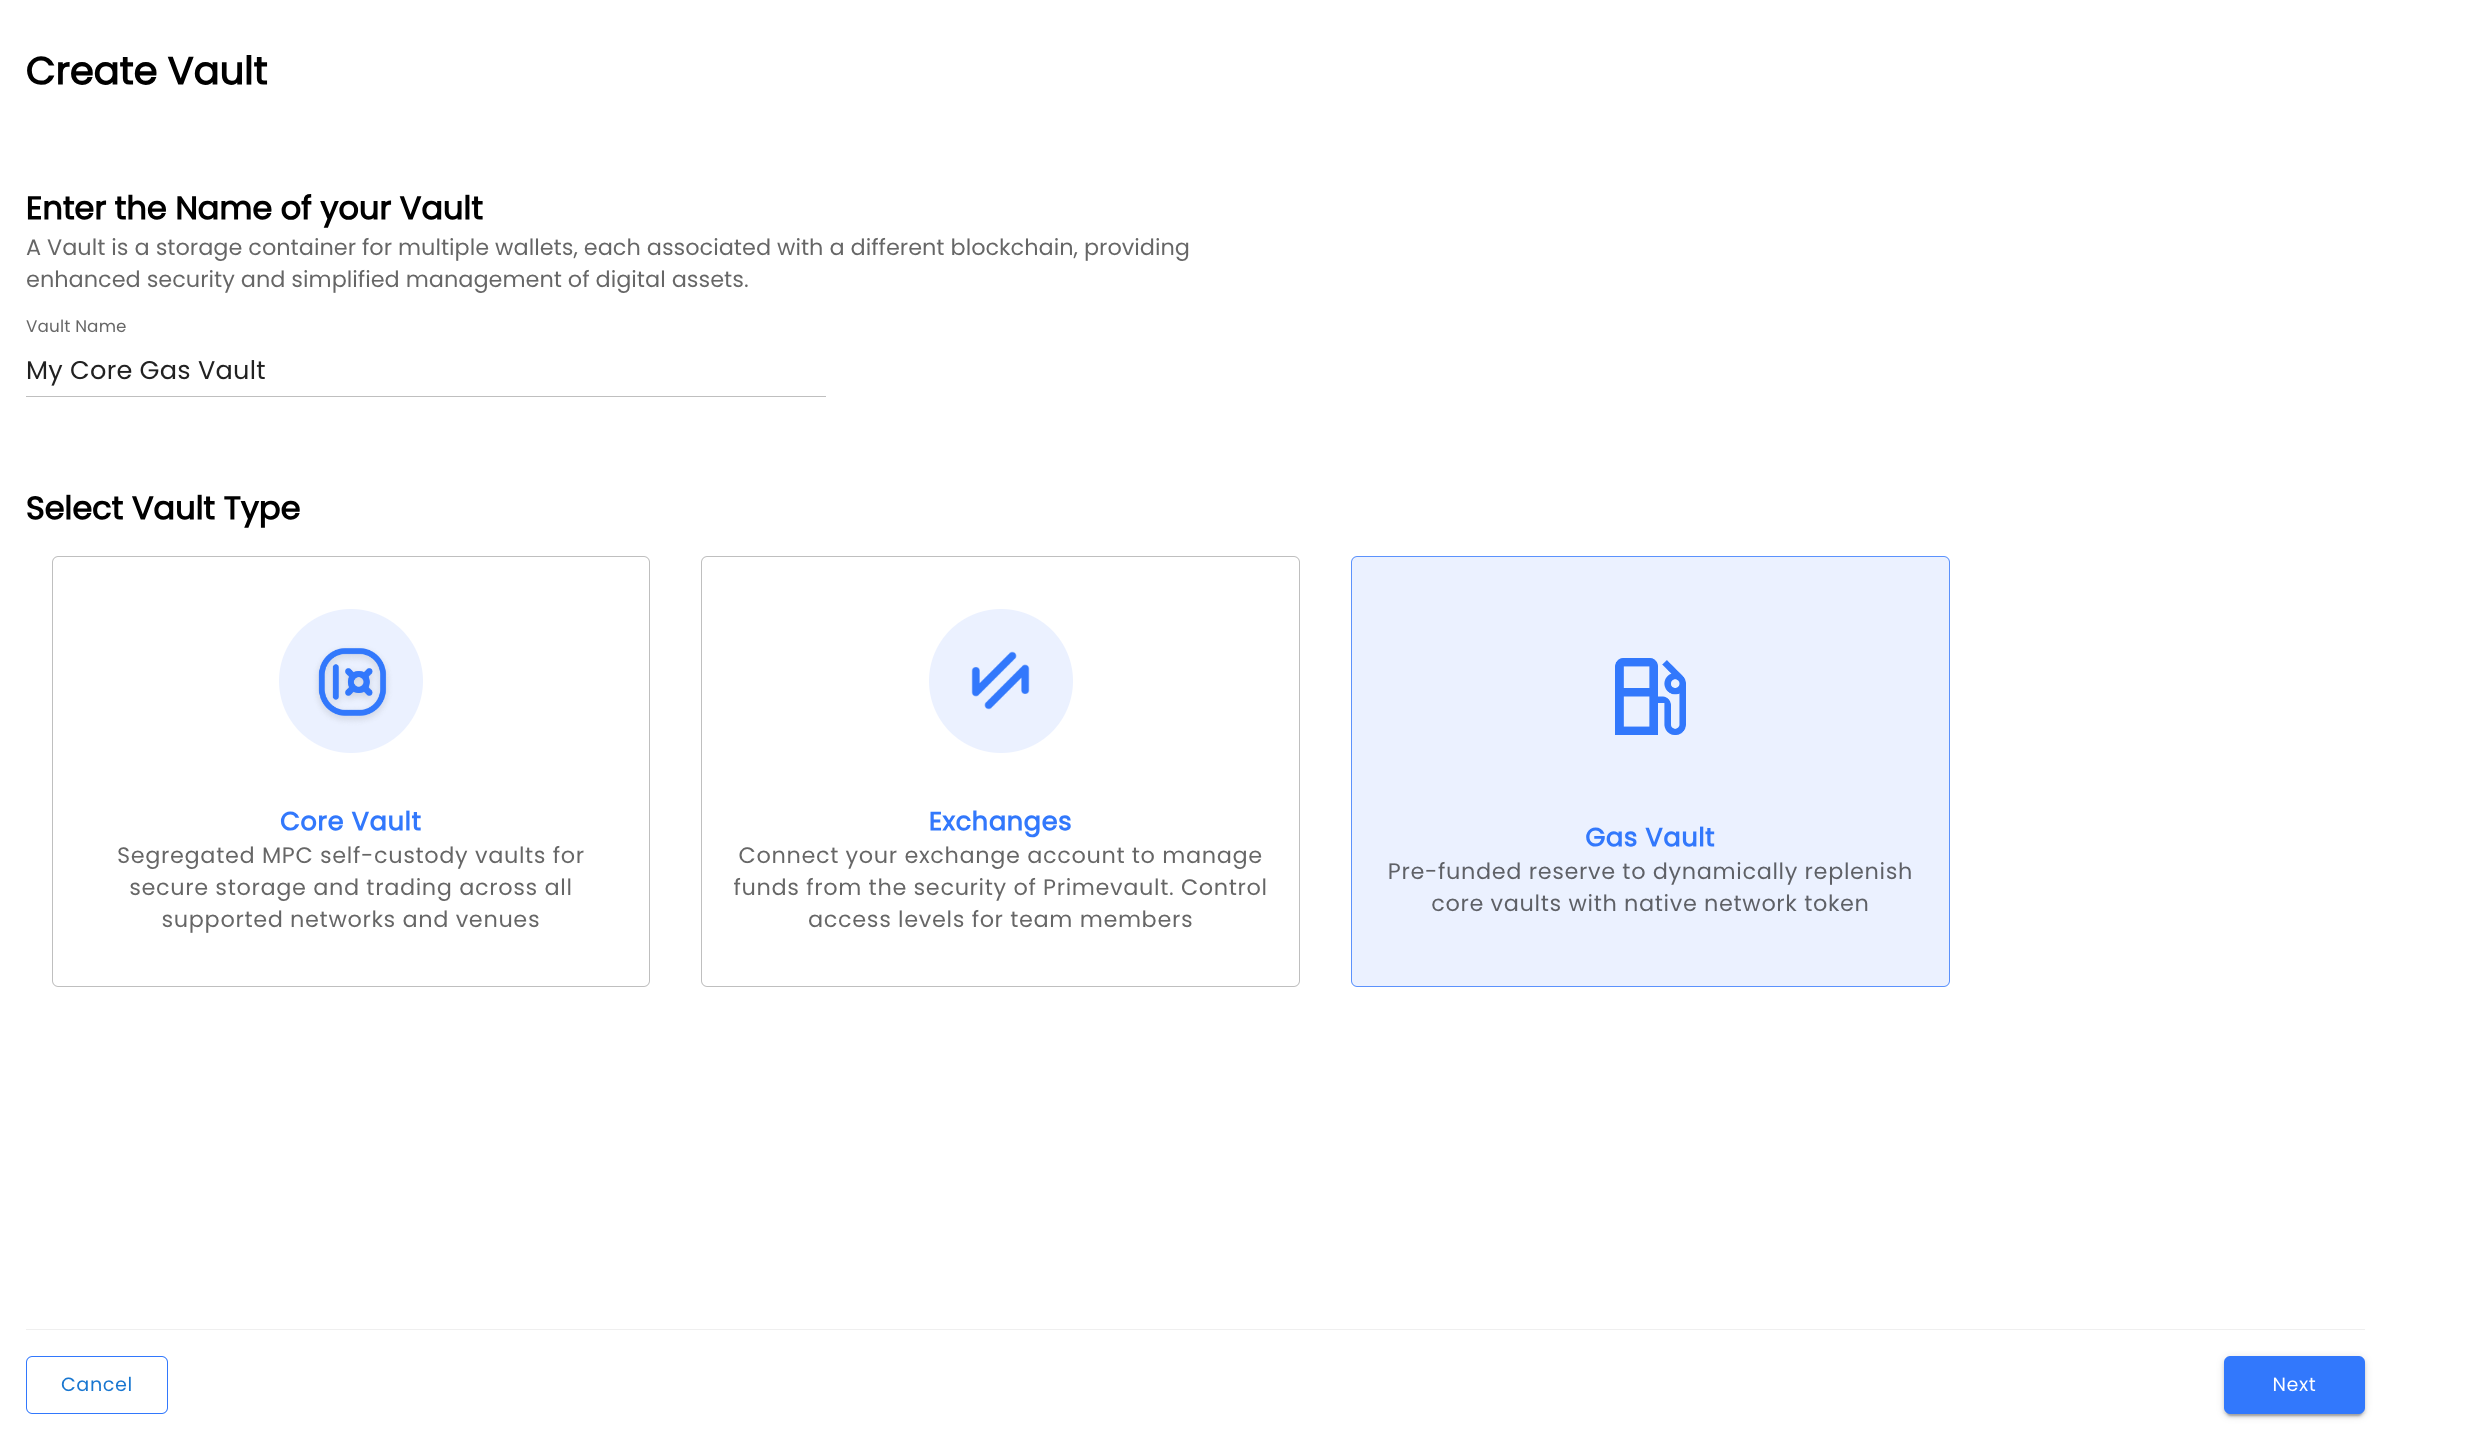 Create Vault
Enter the Name of your Vault
A Vault is a storage container for multiple wallets, each associated with a different blockchain, providing
enhanced security and simplified management of digital assets.
Vault Name
My Core Gas Vault
Select Vault Type
Core Vault
Segregated MPC self-custody vaults for
secure storage and trading across all
supported networks and venues
Exchanges
Connect your exchange account to manage
funds from the security of Primevault. Control
access levels for team members
Gas Vault
Pre-funded reserve to dynamically replenish
core vaults with native network token
Cancel
Next